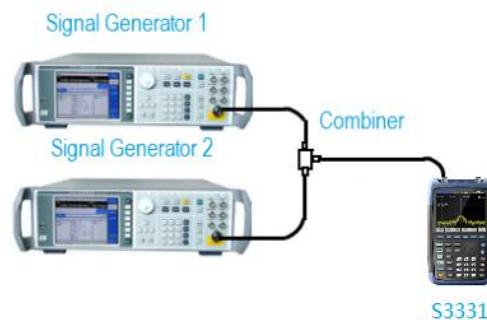 Signal Generator 1
Combiner
Signal Generator 2
S3331